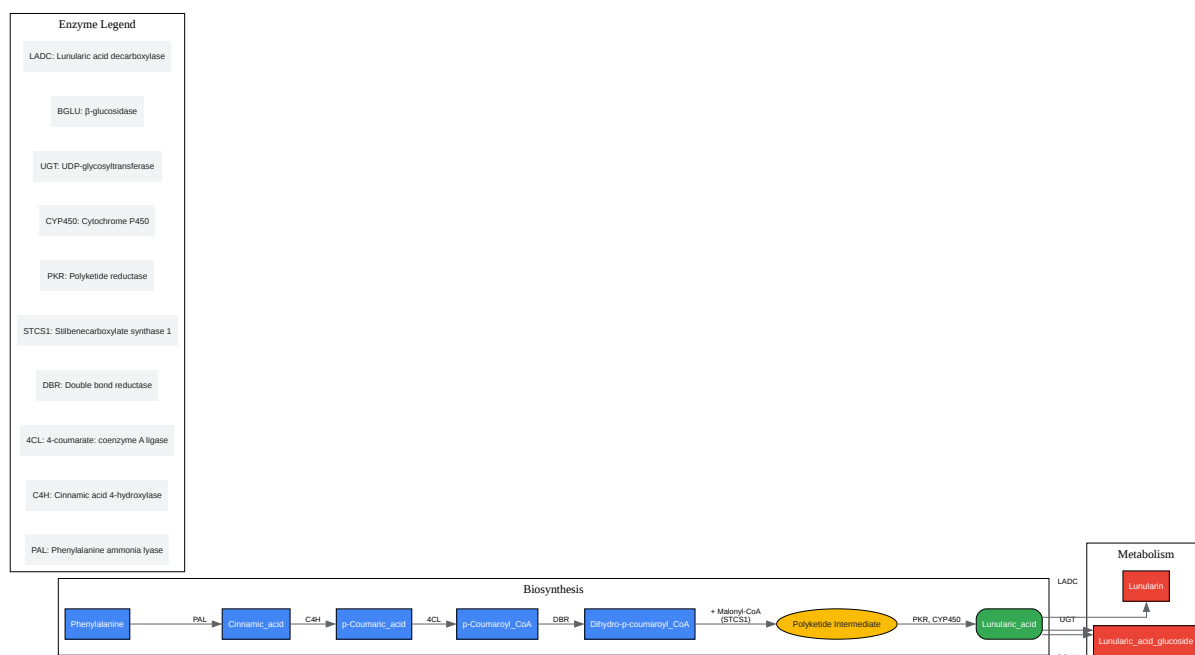 Enzyme Legend
LADC: Lunularic acid decarboxylase
BGLU: β-glucosidase
UGT: UDP-glycosyltransferase
CYP450: Cytochrome P450
PKR: Polyketide reductase
STCS1: Stilbenecarboxylate synthase 1
DBR: Double bond reductase
4CL: 4-coumarate: coenzyme A ligase
C4H: Cinnamic acid 4-hydroxylase
PAL: Phenylalanine ammonia lyase
Biosynthesis
Phenylalanine
PAL
Cinnamic_acid
C4H
p-Coumaric_acid
4CL
p-Coumaroyl_CoA
DBR
Dihydro-p-coumaroyl_CoA
+ Malonyl-CoA
(STCS1)
Polyketide Intermediate
PKR, CYP450
Lunularic_acid
LADC
UGT
Metabolism
Lunularin
Lunularic_acid_glucoside